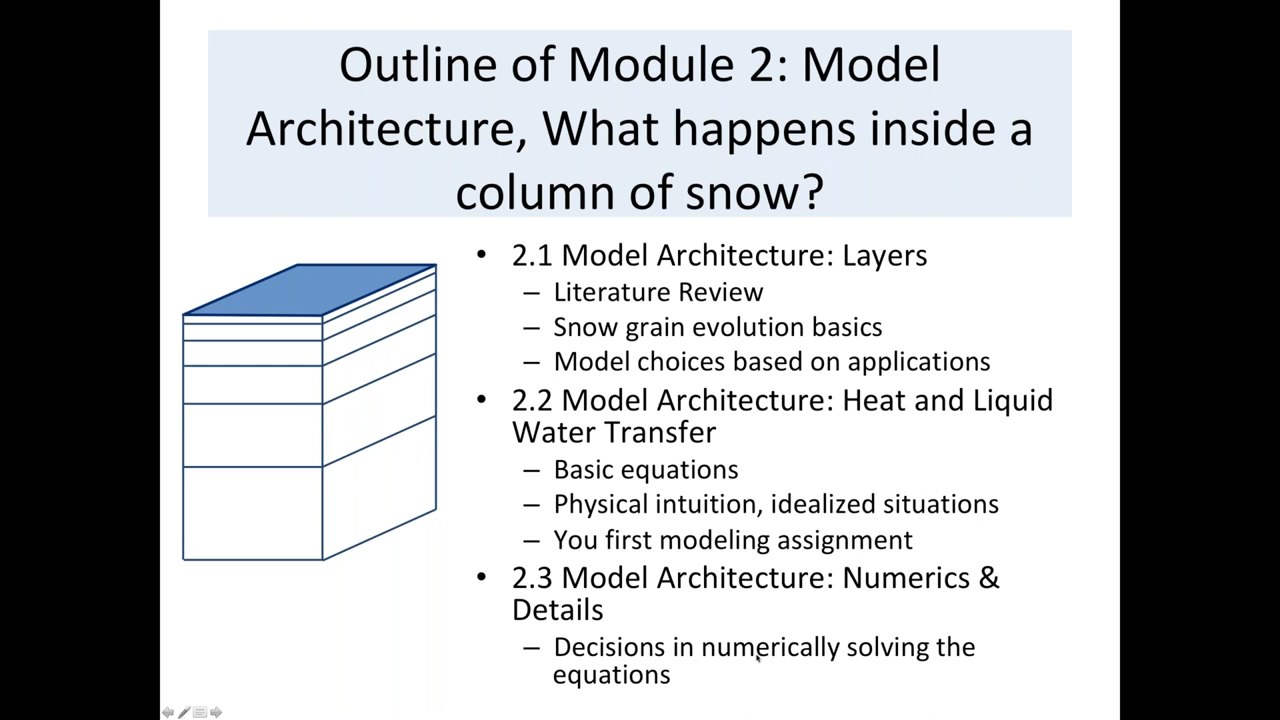 Outline of Module 2: Model
Architecture, What happens inside a
column of snow?
• 2.1 Model Architecture: Layers
– Literature Review
– Snow grain evolution basics
– Model choices based on applications
• 2.2 Model Architecture: Heat and Liquid
Water Transfer
– Basic equations
– Physical intuition, idealized situations
– You first modeling assignment
• 2.3 Model Architecture: Numerics &
Details
– Decisions in numerically solving the
equations